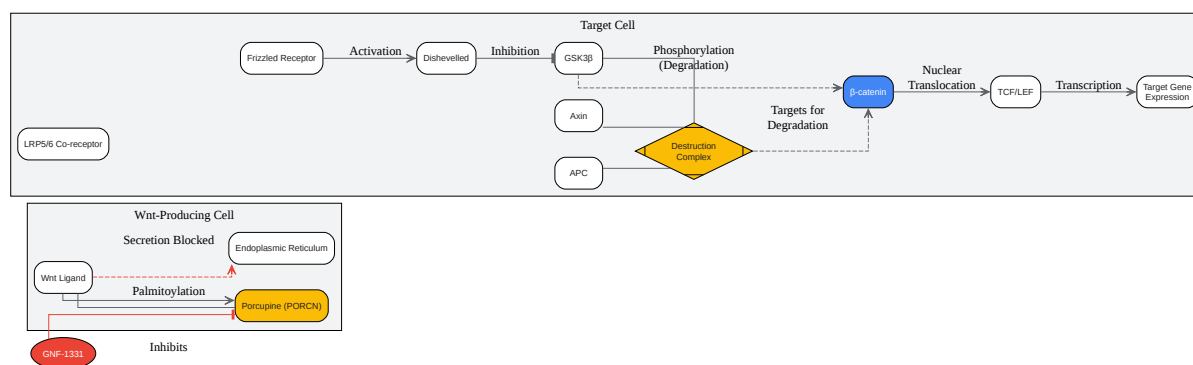 Target Cell
Frizzled Receptor
Activation
Dishevelled
Inhibition
GSK3β
Phosphorylation
(Degradation)
β-catenin
Nuclear
Translocation
TCF/LEF
Transcription
Target Gene
Expression
Axin
Targets for
Degradation
LRP5/6 Co-receptor
Destruction
Complex
APC
Wnt-Producing Cell
Secretion Blocked
Endoplasmic Reticulum
Wnt Ligand
Palmitoylation
Porcupine (PORCN)
GNF-1331
Inhibits